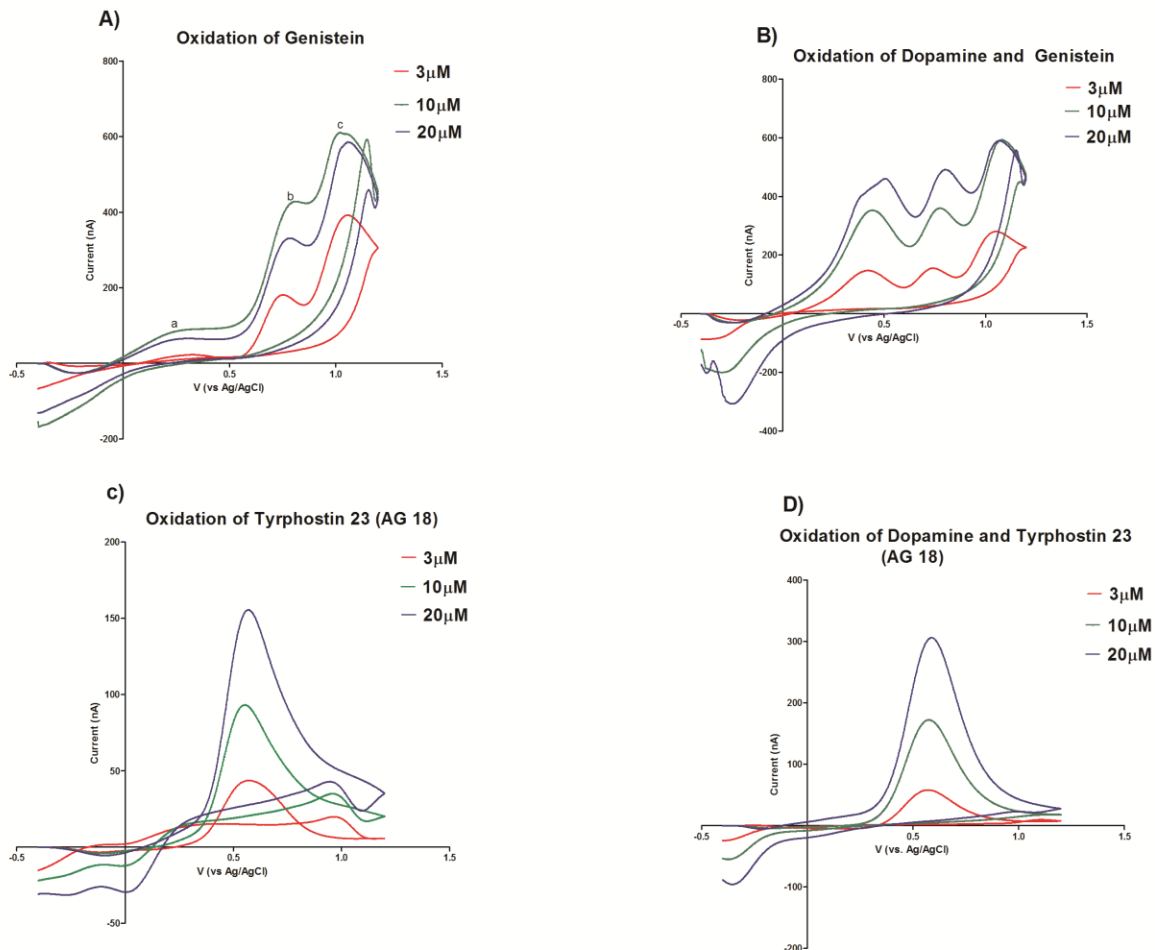 A)
Oxidation of Genistein
800
600
400
200
-200
-0.5
0.5
1.0
1.5
Current (nA)
V (vs Ag/AgCl)
a
b
c
3μM
10μM
20μM
B)
Oxidation of Dopamine and Genistein
800
600
400
200
-200
-400
-0.5
0.5
1.0
1.5
Current (nA)
V (vs Ag/AgCl)
3μM
10μM
20μM
c)
Oxidation of Tyrphostin 23 (AG 18)
200
150
100
50
-50
-0.5
0.5
1.0
1.5
Current (nA)
V (vs Ag/AgCl)
3μM
10μM
20μM
D)
Oxidation of Dopamine and Tyrphostin 23
(AG 18)
400
300
200
100
-100
-200
-0.5
0.5
1.0
1.5
Current (nA)
V (vs. Ag/AgCl)
3μM
10μM
20μM